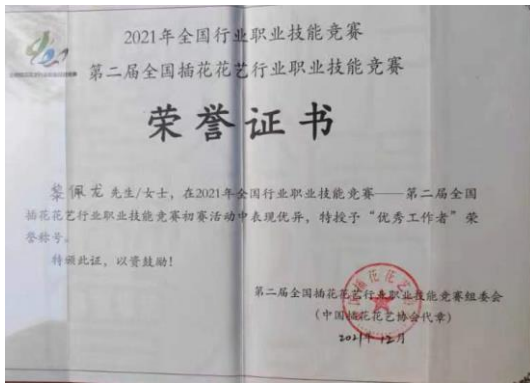 2021年全国行业职业技能竞赛
第二届全国插花花艺行业职业技能竞赛
荣誉证书
黎佩龙 先生/女士，在2021年全国行业职业技能竞赛——第二届全国
插花花艺行业职业技能竞赛初赛活动中表现优异，特授予“优秀工作者”荣
誉称号。
特颁此证，以资鼓励！
第二届全国插花花艺行业职业技能竞赛组委会
（中国插花花艺协会代章）
2021年12月